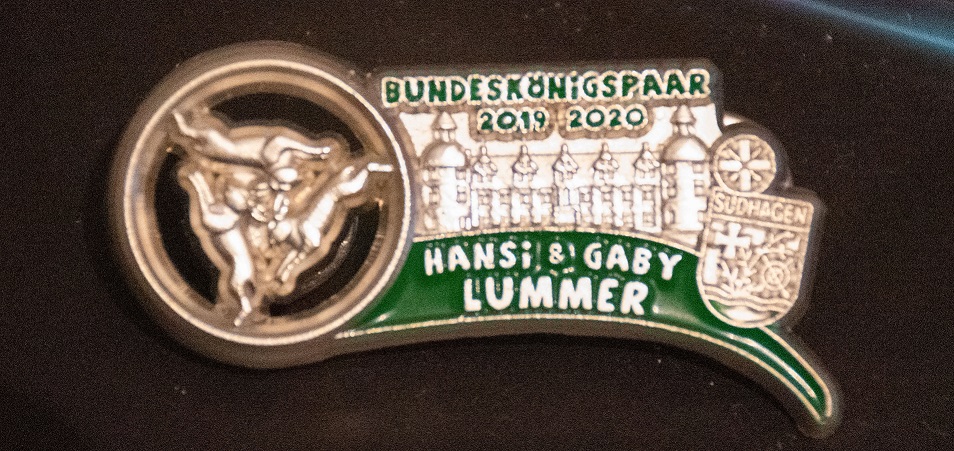 BUNDESKÖNiGSPAAR
2019 2020
SÜDHAGEN
HANSi & GABY
LUMMER